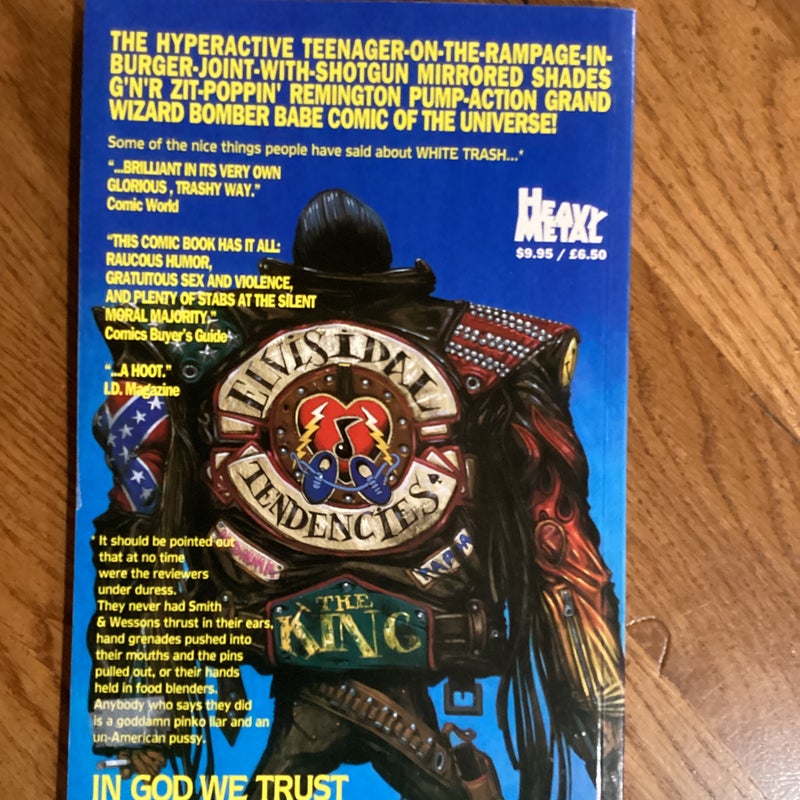 THE HYPERACTIVE TEENAGER-ON-THE-RAMPAGE-IN-
BURGER-JOINT-WITH-SHOTGUN MIRRORED SHADES
G'N'R ZIT-POPPIN' REMINGTON PUMP-ACTION GRAND
WIZARD BOMBER BABE COMIC OF THE UNIVERSE!
Some of the nice things people have said about WHITE TRASH...*
"...BRILLIANT IN ITS VERY OWN
GLORIOUS, TRASHY WAY."
Comic World
HEAVY
METAL
$9.95 / £6.50
"THIS COMIC BOOK HAS IT ALL:
RAUCOUS HUMOR,
GRATUITOUS SEX AND VIOLENCE,
AND PLENTY OF STABS AT THE SILENT
MORAL MAJORITY."
Comics Buyer's Guide
"...A HOOT."
I.D. Magazine
ELVISIDAL
TENDENCIES
MAFIA
THE
KING
* It should be pointed out
that at no time
were the reviewers
under duress.
They never had Smith
& Wessons thrust in their ears,
hand grenades pushed into
their mouths and the pins
pulled out, or their hands
held in food blenders.
Anybody who says they did
is a goddamn pinko liar and an
un-American pussy.
IN GOD WE TRUST